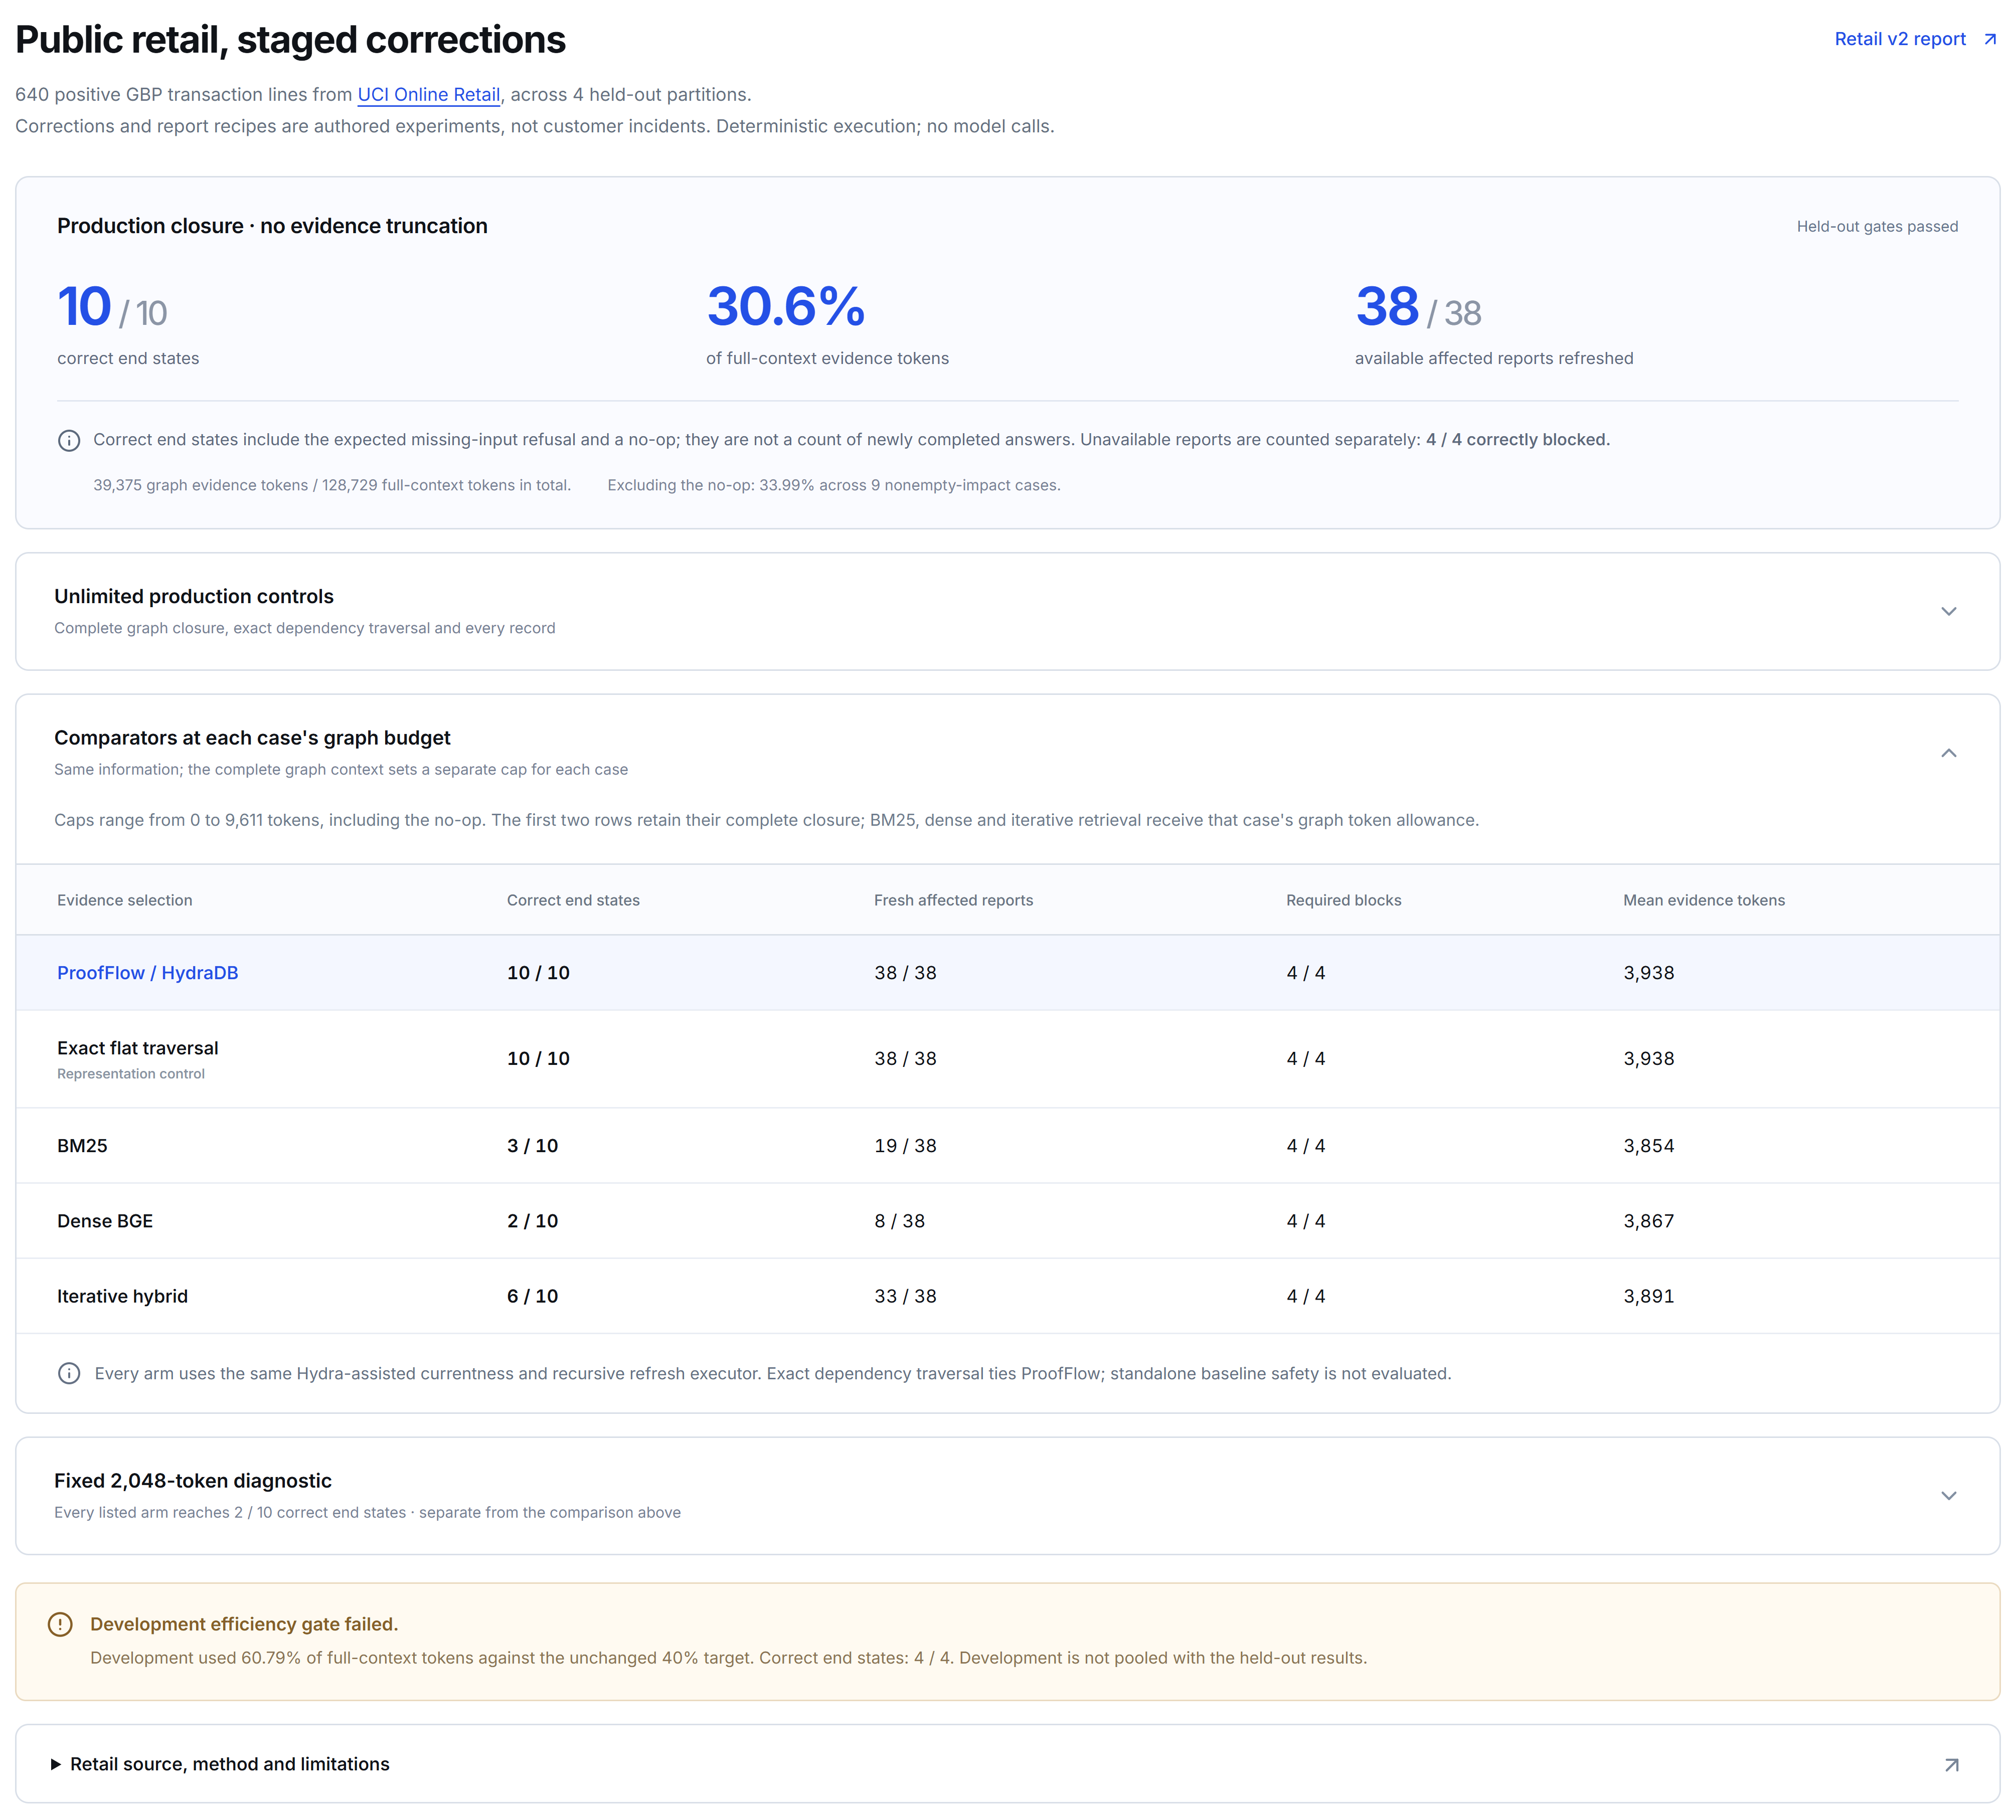 Public retail, staged corrections
Retail v2 report
640 positive GBP transaction lines from UCI Online Retail, across 4 held-out partitions.
Corrections and report recipes are authored experiments, not customer incidents. Deterministic execution; no model calls.
Production closure · no evidence truncation
Held-out gates passed
10 / 10
correct end states
30.6%
of full-context evidence tokens
38 / 38
available affected reports refreshed
Correct end states include the expected missing-input refusal and a no-op; they are not a count of newly completed answers. Unavailable reports are counted separately: 4 / 4 correctly blocked.
39,375 graph evidence tokens / 128,729 full-context tokens in total. Excluding the no-op: 33.99% across 9 nonempty-impact cases.
Unlimited production controls
Complete graph closure, exact dependency traversal and every record
Comparators at each case's graph budget
Same information; the complete graph context sets a separate cap for each case
Caps range from 0 to 9,611 tokens, including the no-op. The first two rows retain their complete closure; BM25, dense and iterative retrieval receive that case's graph token allowance.
Evidence selection Correct end states Fresh affected reports Required blocks Mean evidence tokens
ProofFlow / HydraDB 10 / 10 38 / 38 4 / 4 3,938
Exact flat traversal 10 / 10 38 / 38 4 / 4 3,938
Representation control
BM25 3 / 10 19 / 38 4 / 4 3,854
Dense BGE 2 / 10 8 / 38 4 / 4 3,867
Iterative hybrid 6 / 10 33 / 38 4 / 4 3,891
Every arm uses the same Hydra-assisted currentness and recursive refresh executor. Exact dependency traversal ties ProofFlow; standalone baseline safety is not evaluated.
Fixed 2,048-token diagnostic
Every listed arm reaches 2 / 10 correct end states · separate from the comparison above
Development efficiency gate failed.
Development used 60.79% of full-context tokens against the unchanged 40% target. Correct end states: 4 / 4. Development is not pooled with the held-out results.
Retail source, method and limitations